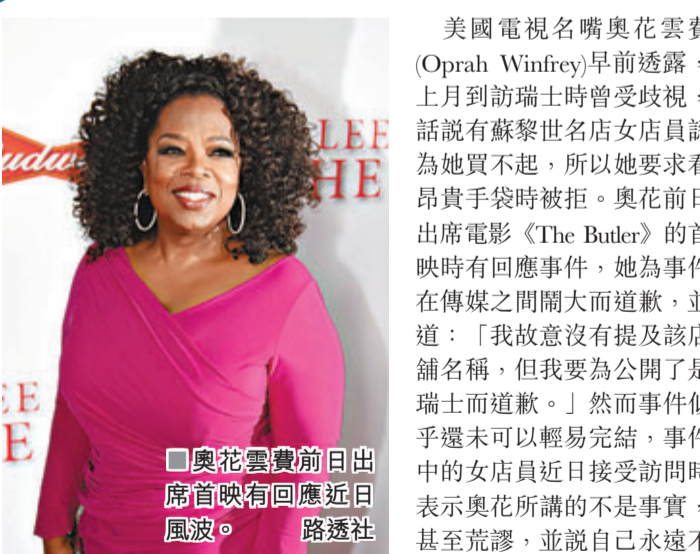 美國電視名嘴奧花雲費
(Oprah Winfrey)早前透露，
上月到訪瑞士時曾受歧視，
話說有蘇黎世名店女店員
為她買不起，所以她要求看
昂貴手袋時被拒。奧花前日
出席電影《The Butler》的首
映時有回應事件，她為事件
在傳媒之間鬧大而道歉，並
道：「我故意沒有提及該店
舖名稱，但我要為公開了是
瑞士而道歉。」然而事件似
乎還未可以輕易完結，事件
中的女店員近日接受訪問時
表示奧花所講的不是事實，
甚至荒謬，並說自己永遠不
udw
LEE
HE
EE
E
■奧花雲費前日出
席首映有回應近日
風波。 路透社